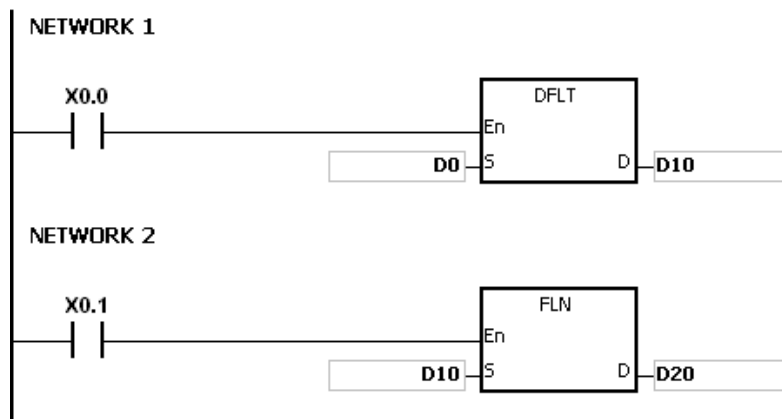 NETWORK 1
X0.0
DFLT
En
D0 S D D10
NETWORK 2
X0.1
FLN
En
D10 S D D20